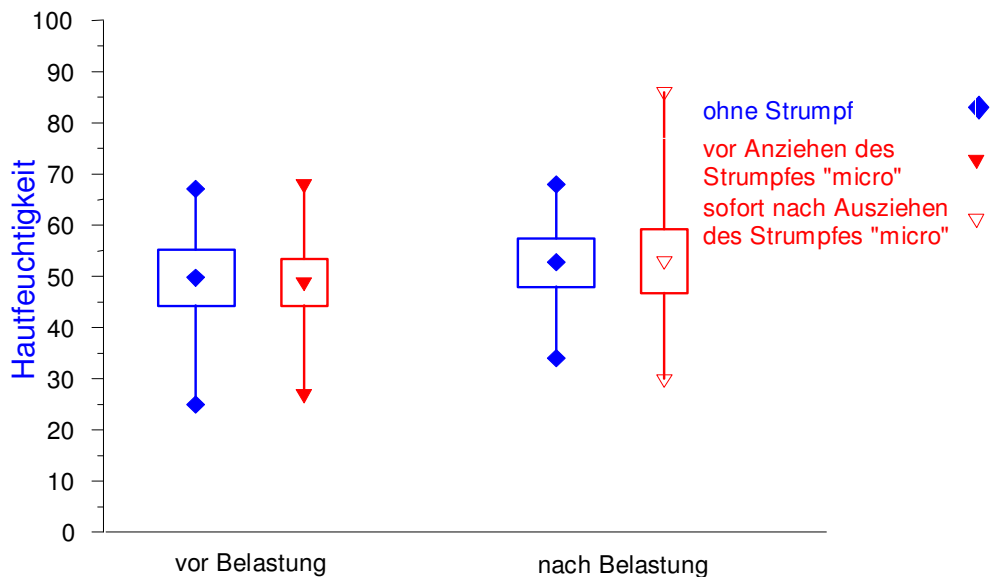 100
90
80
70
60
50
40
30
20
10
0
Hautfeuchtigkeit
ohne Strumpf
vor Anziehen des
Strumpfes "micro"
sofort nach Ausziehen
des Strumpfes "micro"
vor Belastung
nach Belastung